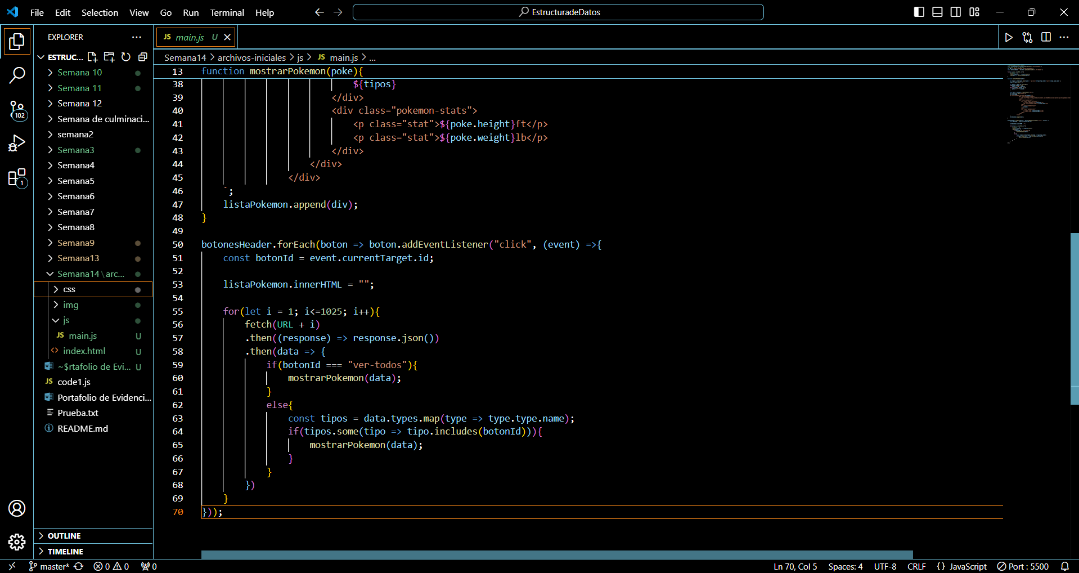 File Edit Selection View Go Run Terminal Help
EstructuradeDatos
EXPLORER
ESTRUC...
Semana 10
Semana 11
Semana 12
Semana de culminaci...
semana2
Semana3
Semana4
Semana5
Semana6
Semana7
Semana8
Semana9
Semana13
Semana14 \ arc...
css
img
js
JS main.js U
<> index.html U
~$rtafolio de Evi... U
JS code1.js
Portafolio de Evidenci...
Prueba.txt
README.md
OUTLINE
TIMELINE
102
1
JS main.js U
Semana14 > archivos-iniciales > js > JS main.js > ...
13 function mostrarPokemon(poke){
38 ${tipos}
39 </div>
40 <div class="pokemon-stats">
41 <p class="stat">${poke.height}ft</p>
42 <p class="stat">${poke.weight}lb</p>
43 </div>
44 </div>
45 </div>
46 `;
47 listaPokemon.append(div);
48 }
49
50 botonesHeader.forEach(boton => boton.addEventListener("click", (event) =>{
51 const botonId = event.currentTarget.id;
52
53 listaPokemon.innerHTML = "";
54
55 for(let i = 1; i<=1025; i++){
56 fetch(URL + i)
57 .then((response) => response.json())
58 .then(data => {
59 if(botonId === "ver-todos"){
60 mostrarPokemon(data);
61 }
62 else{
63 const tipos = data.types.map(type => type.type.name);
64 if(tipos.some(tipo => tipo.includes(botonId))){
65 mostrarPokemon(data);
66 }
67 }
68 })
69 }
70 }));
master* 0 0 0 Ln 70, Col 5 Spaces: 4 UTF-8 CRLF {} JavaScript Port : 5500